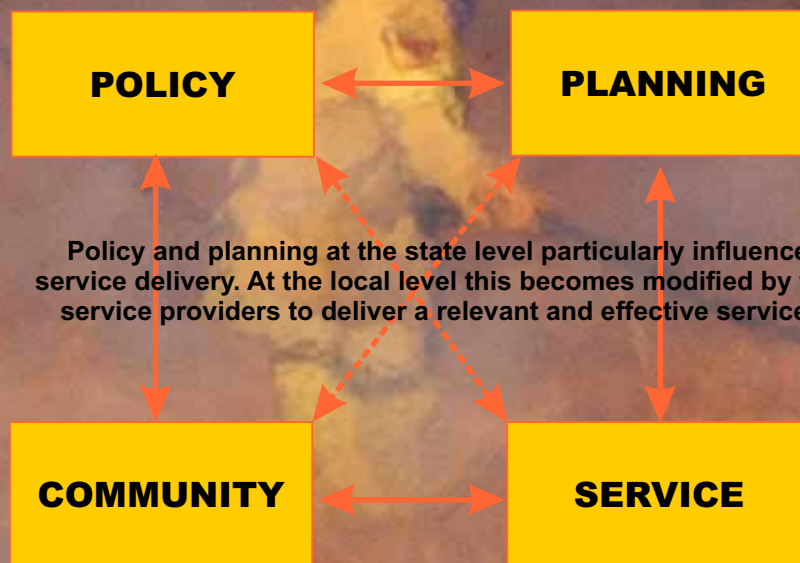 POLICY
PLANNING
Policy and planning at the state level particularly influence
service delivery. At the local level this becomes modified by
service providers to deliver a relevant and effective service
COMMUNITY
SERVICE